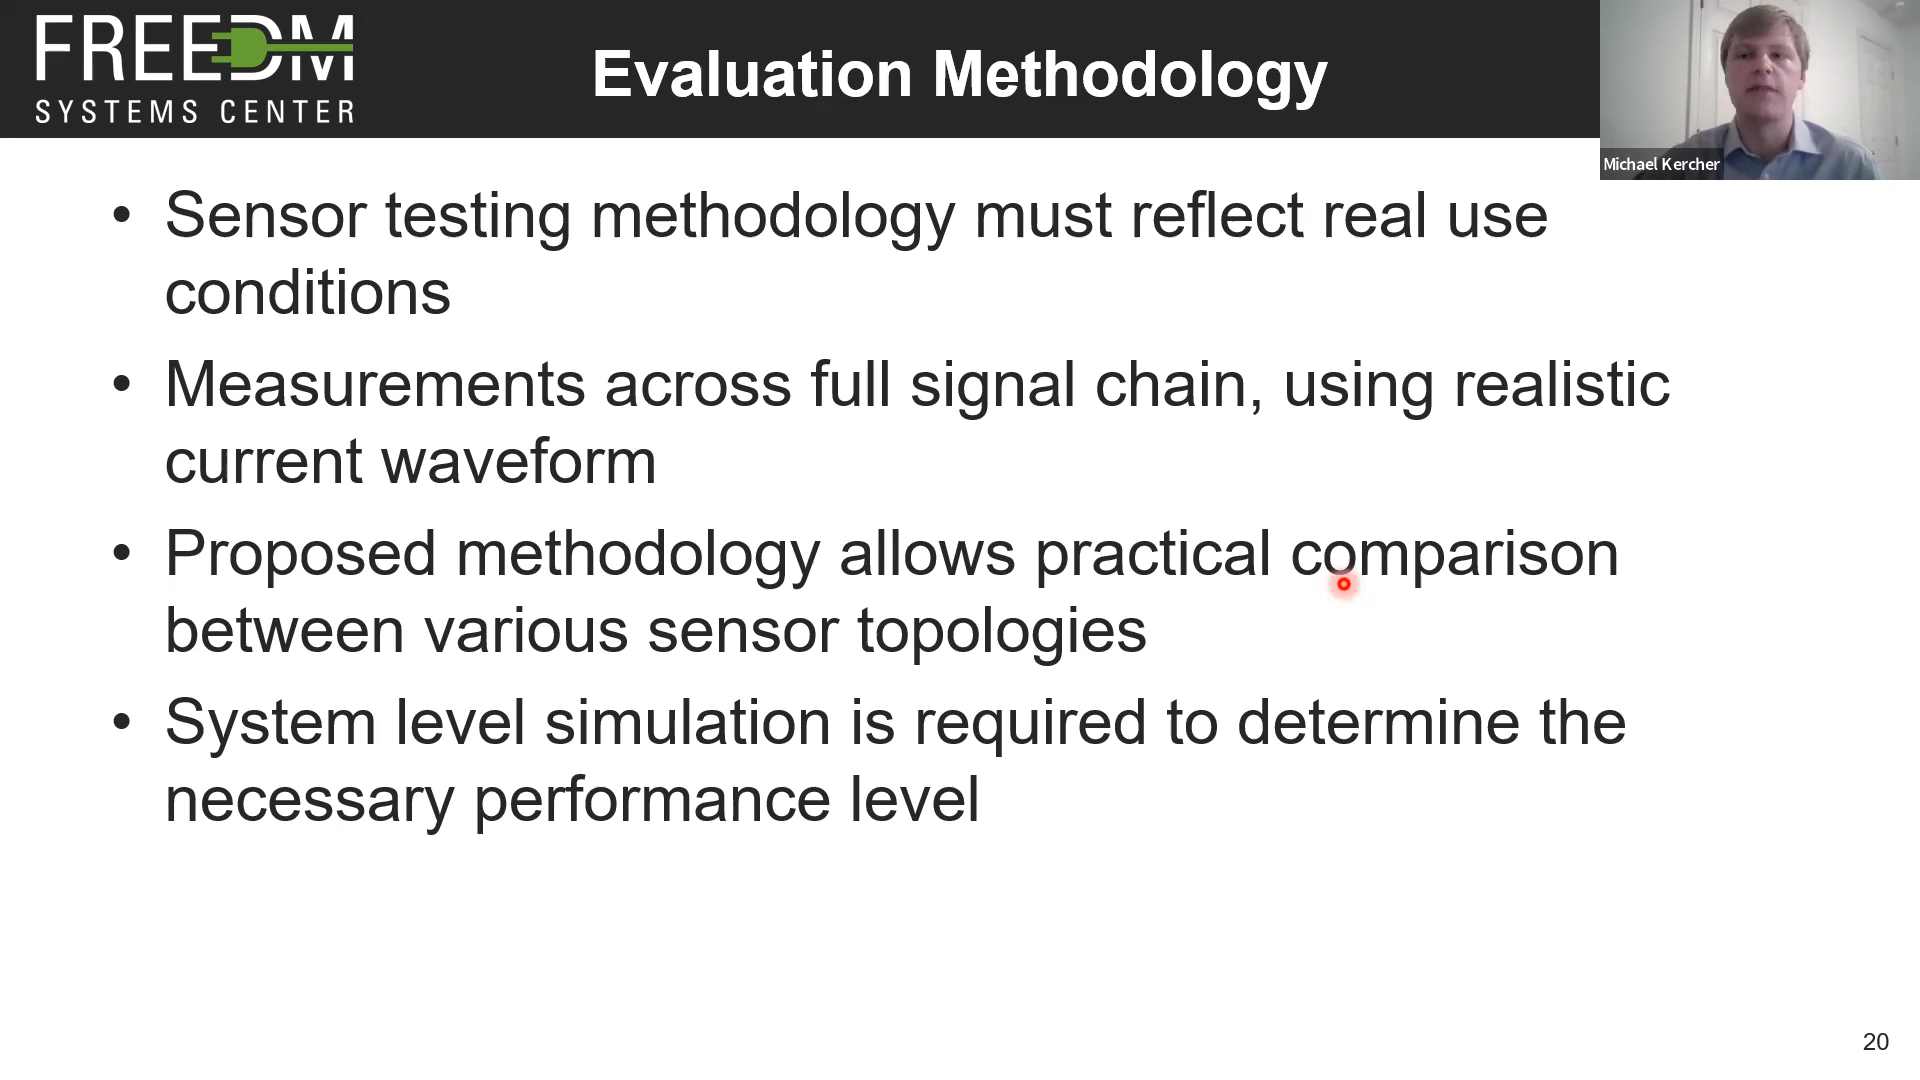 FREEDM
SYSTEMS CENTER
Evaluation Methodology
Michael Kercher
• Sensor testing methodology must reflect real use
conditions
• Measurements across full signal chain, using realistic
current waveform
• Proposed methodology allows practical comparison
between various sensor topologies
• System level simulation is required to determine the
necessary performance level
20